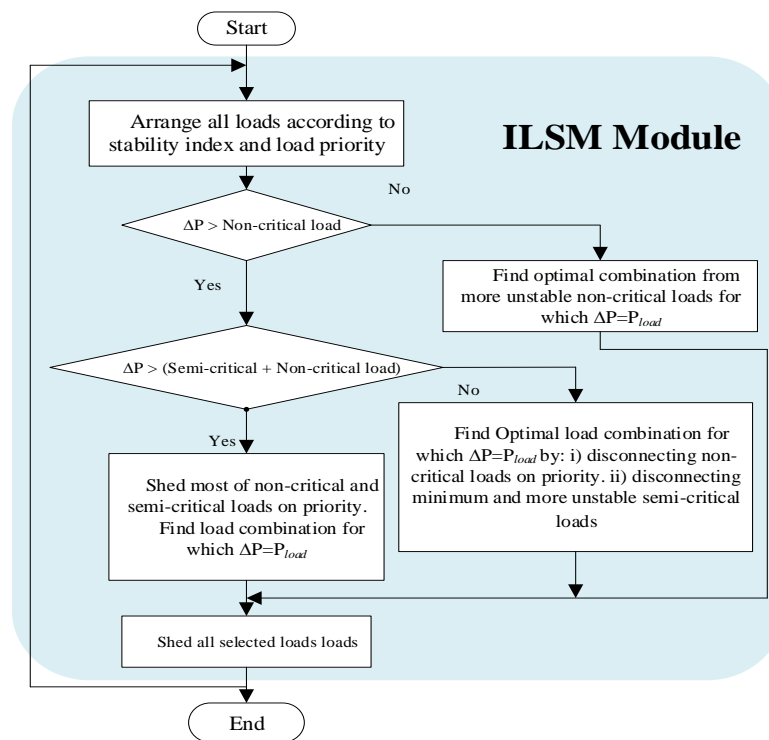 Start
Arrange all loads according to
stability index and load priority
ILSM Module
No
ΔP > Non-critical load
Yes
Find optimal combination from
more unstable non-critical loads for
which ΔP=Pload
ΔP > (Semi-critical + Non-critical load)
No
Yes
Find Optimal load combination for
which ΔP=Pload by: i) disconnecting non-
critical loads on priority. ii) disconnecting
minimum and more unstable semi-critical
loads
Shed most of non-critical and
semi-critical loads on priority.
Find load combination for
which ΔP=Pload
Shed all selected loads loads
End